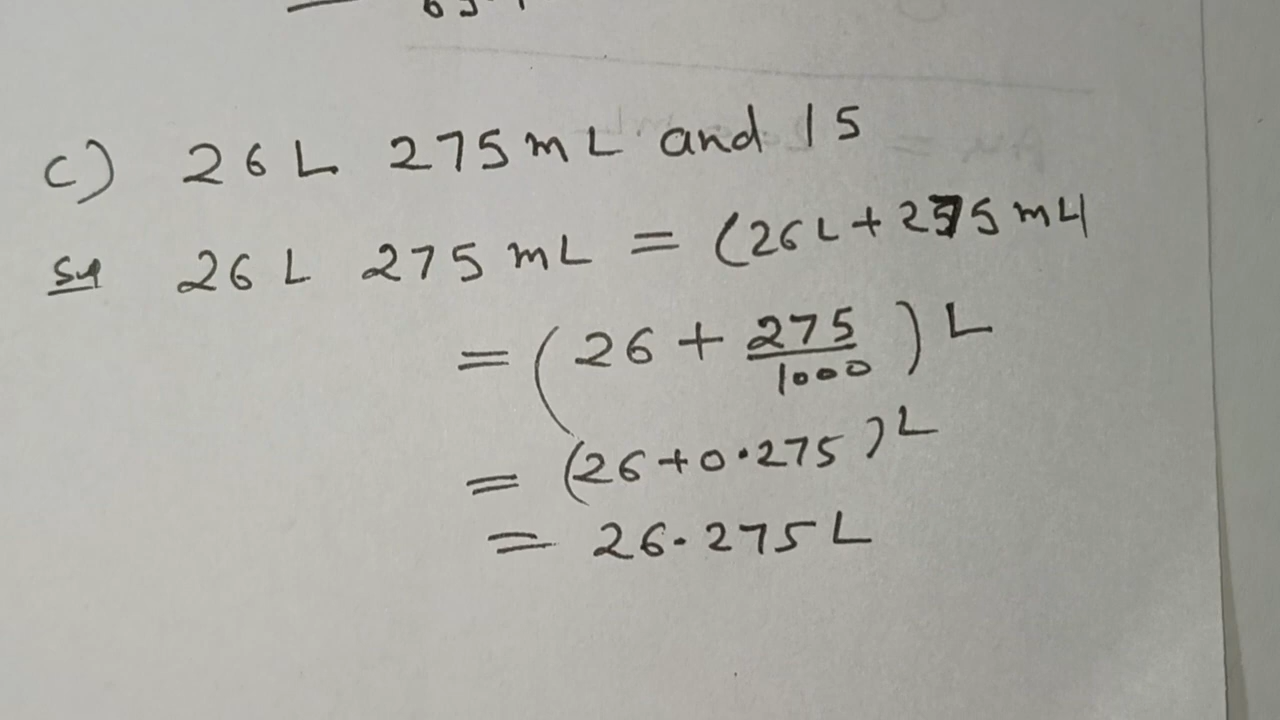 c) 26 L 275 mL and 15
26 L 275 mL = (26 L + 275 mL)
= (26 + 275/1000) L
= (26 + 0.275) L
= 26.275 L